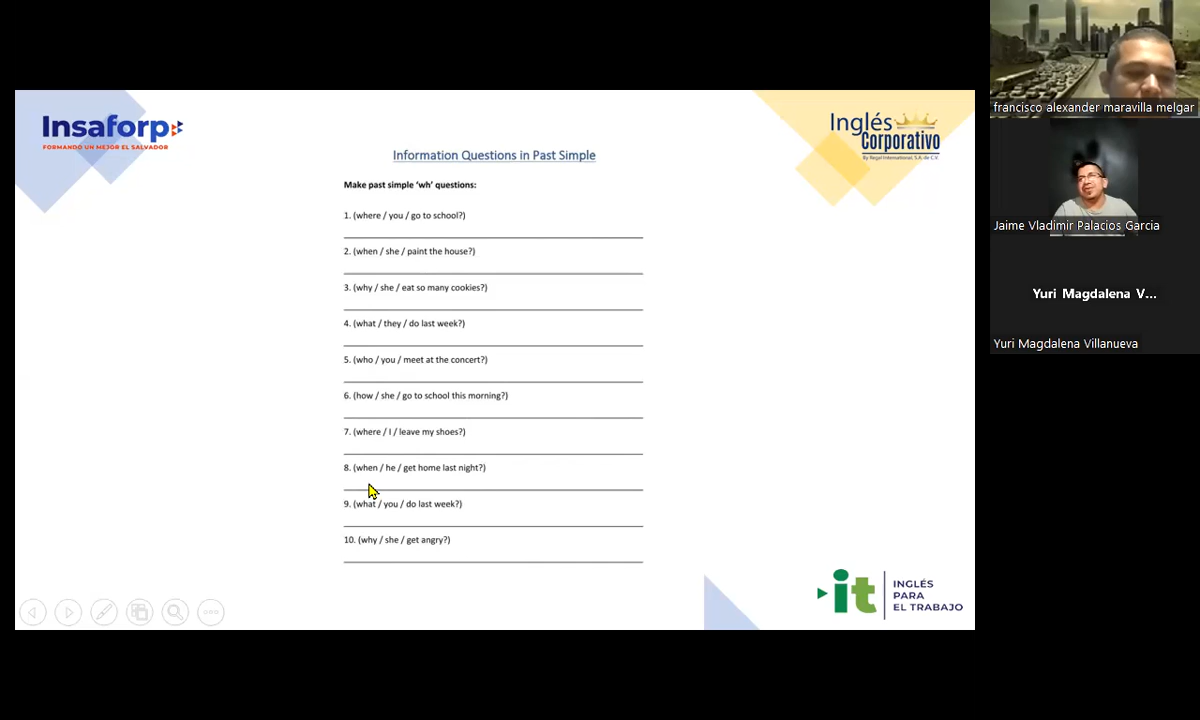 Insaforp
FORMANDO UN MEJOR EL SALVADOR
Inglés
Corporativo
By Regal International, S.A. de C.V.
Information Questions in Past Simple
Make past simple ‘wh’ questions:
1. (where / you / go to school?)
2. (when / she / paint the house?)
3. (why / she / eat so many cookies?)
4. (what / they / do last week?)
5. (who / you / meet at the concert?)
6. (how / she / go to school this morning?)
7. (where / I / leave my shoes?)
8. (when / he / get home last night?)
9. (what / you / do last week?)
10. (why / she / get angry?)
it
INGLÉS
PARA
EL TRABAJO
francisco alexander maravilla melgar
Jaime Vladimir Palacios Garcia
Yuri Magdalena V...
Yuri Magdalena Villanueva